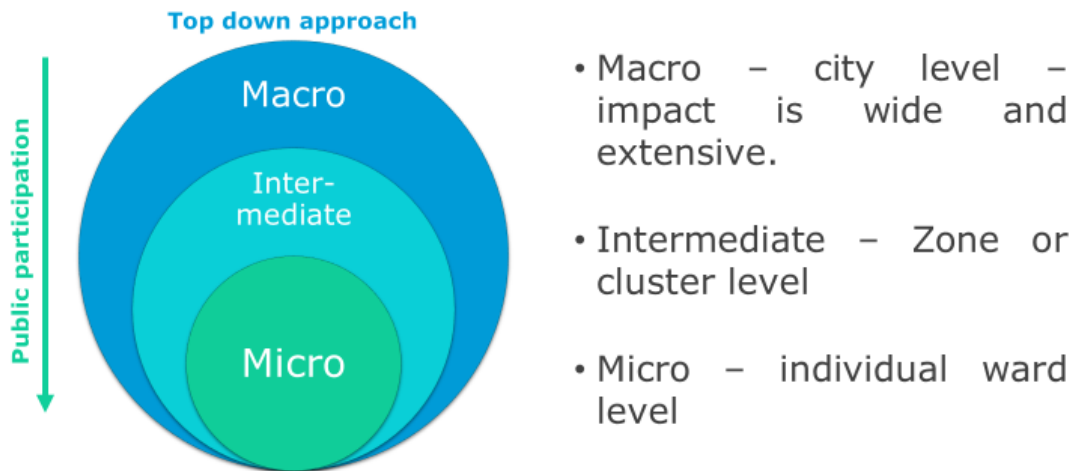 Top down approach
Public participation
Macro
Inter-
mediate
Micro
• Macro – city level –
impact is wide and
extensive.
• Intermediate – Zone or
cluster level
• Micro – individual ward
level